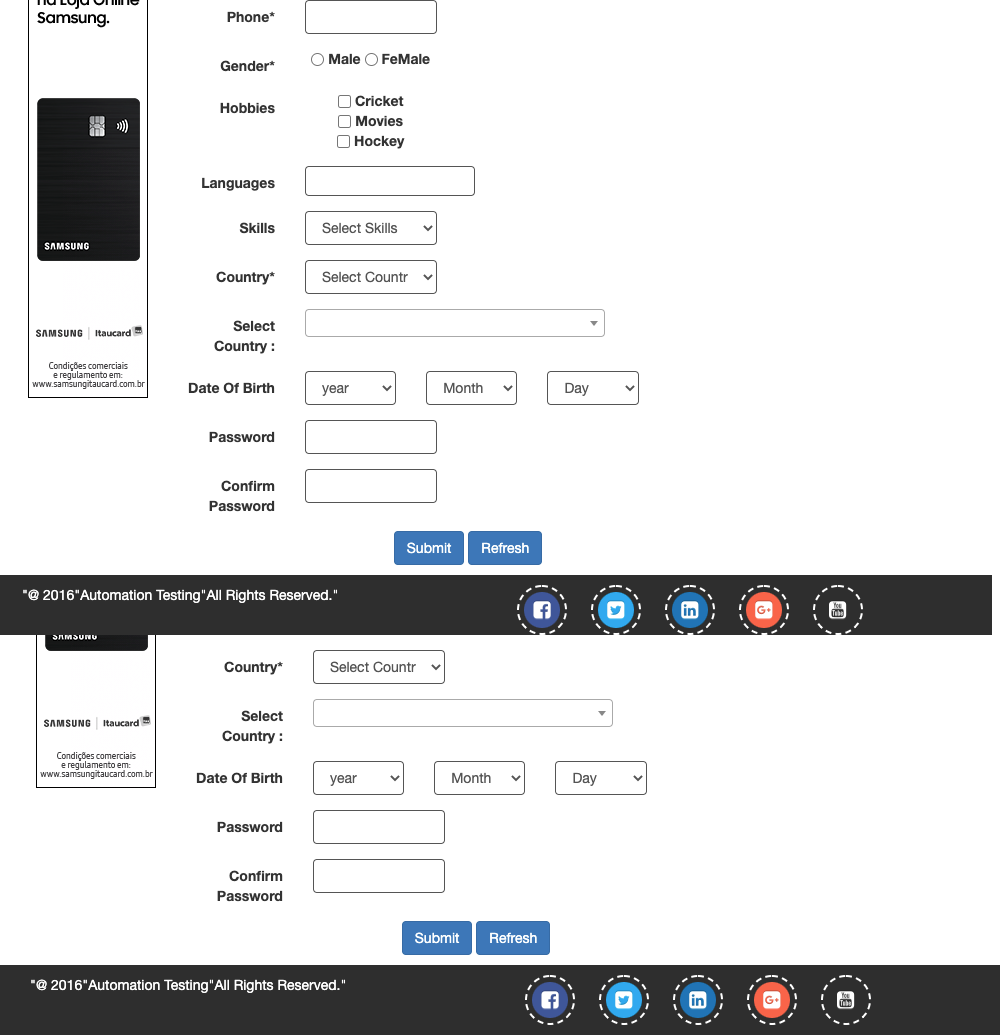 na Loja Online
Samsung.
Phone*
Gender*
Male FeMale
Hobbies
Cricket
Movies
Hockey
SAMSUNG
Languages
Skills
Select Skills
Country*
Select Countr
SAMSUNG Itaucard
Select
Country :
Condições comerciais
e regulamento em:
www.samsungitaucard.com.br
Date Of Birth
year
Month
Day
Password
Confirm
Password
Submit
Refresh
"@ 2016"Automation Testing"All Rights Reserved."
You
Tube
SAMSUNG
Country*
Select Countr
SAMSUNG Itaucard
Select
Country :
Condições comerciais
e regulamento em:
www.samsungitaucard.com.br
Date Of Birth
year
Month
Day
Password
Confirm
Password
Submit
Refresh
"@ 2016"Automation Testing"All Rights Reserved."
You
Tube